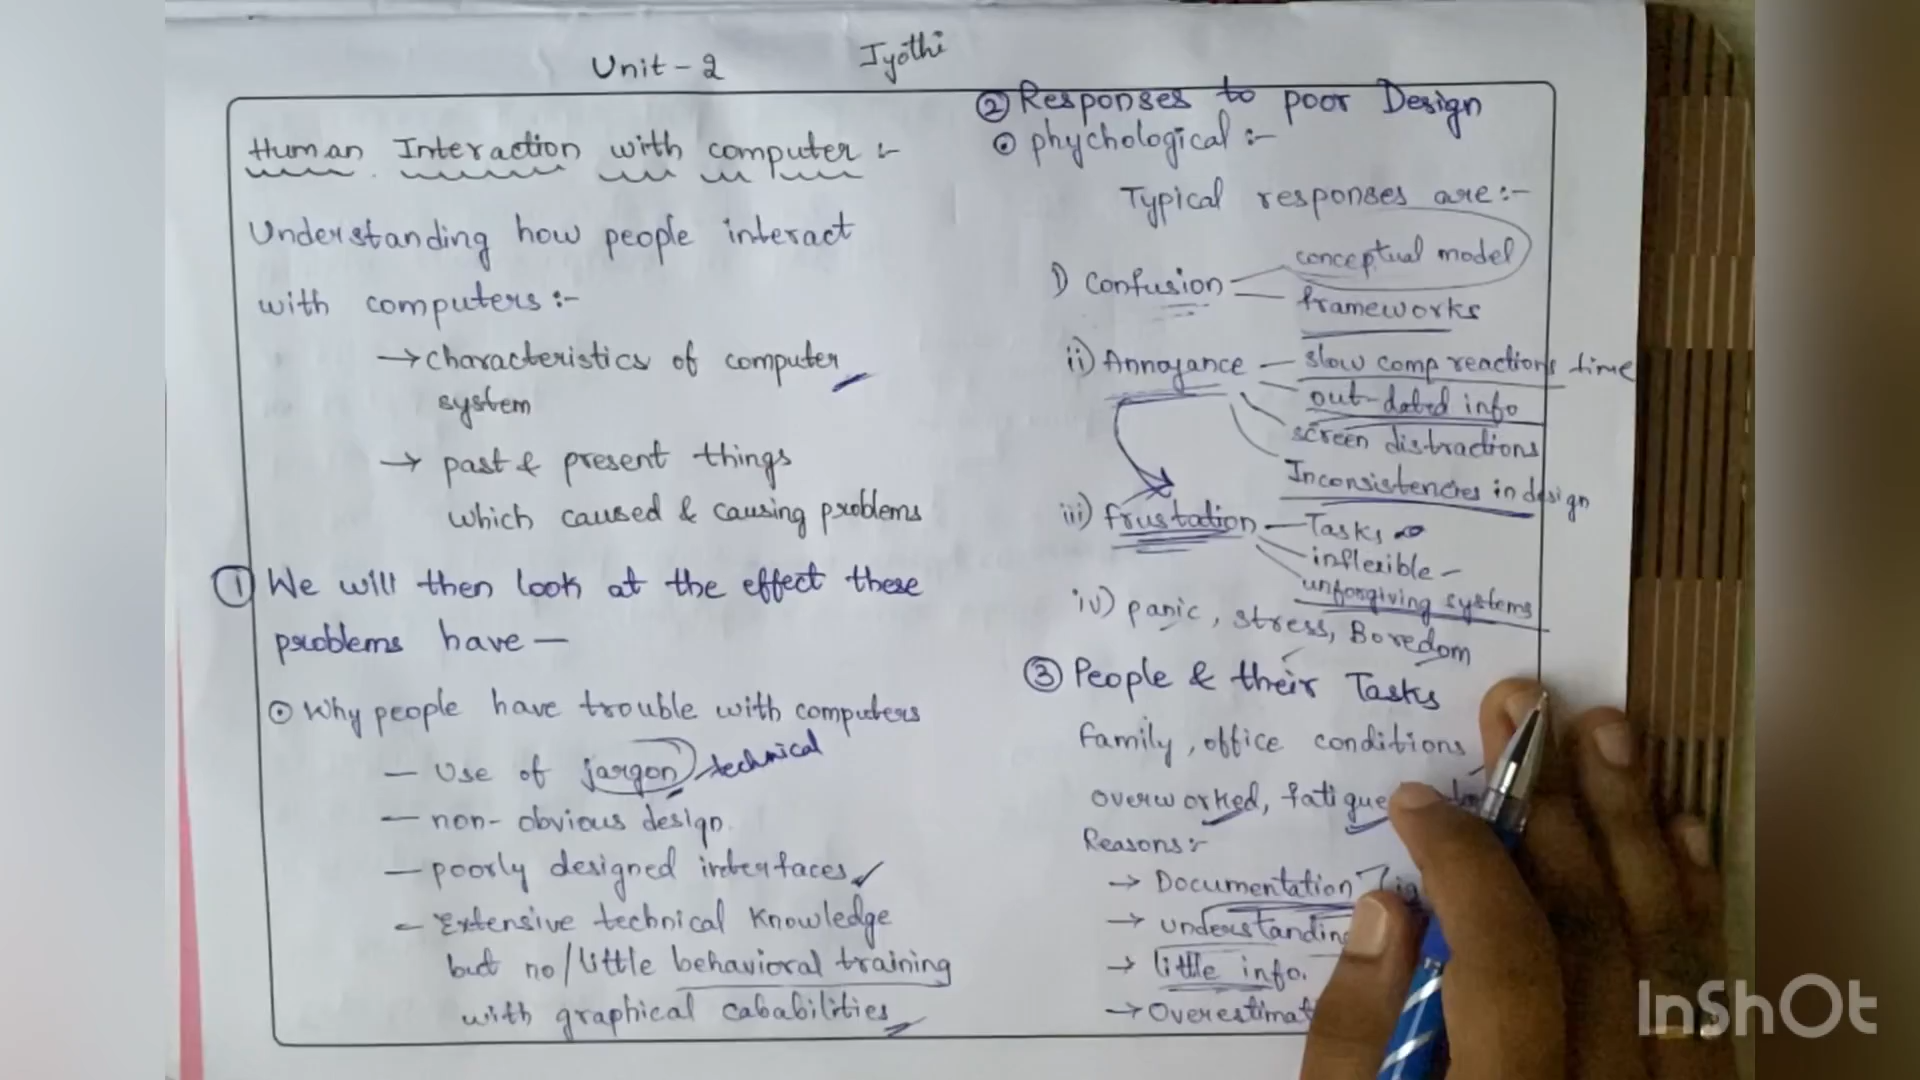 Unit-2 Jyothi
Human Interaction with computer :-
Understanding how people interact
with computers :-
→ characteristics of computer
system
→ past & present things
which caused & causing problems
① We will then look at the effect these
problems have —
⊙ Why people have trouble with computers
— Use of jargon technical
— non-obvious design.
— poorly designed interfaces ✓
— Extensive technical knowledge
but no/little behavioral training
with graphical cababilities
② Responses to poor Design
⊙ phychological :-
Typical responses are :-
i) Confusion — conceptual model
— frameworks
ii) Annoyance — slow comp reactions time
out-dated info
screen distractions
Inconsistencies in design
iii) frustation — Tasks
inflexible —
unforgiving systems
iv) panic, stress, Boredom
③ People & their Tasks
family, office conditions
overworked, fatigue
Reasons :-
→ Documentation
→ understanding
→ little info.
→ Overestimat
InShOt